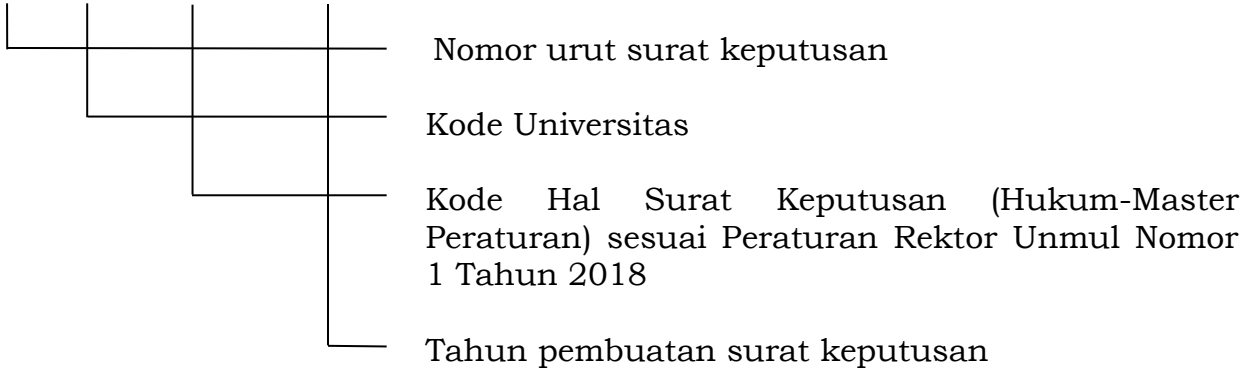 Nomor urut surat keputusan
Kode Universitas
Kode Hal Surat Keputusan (Hukum-Master
Peraturan) sesuai Peraturan Rektor Unmul Nomor
1 Tahun 2018
Tahun pembuatan surat keputusan